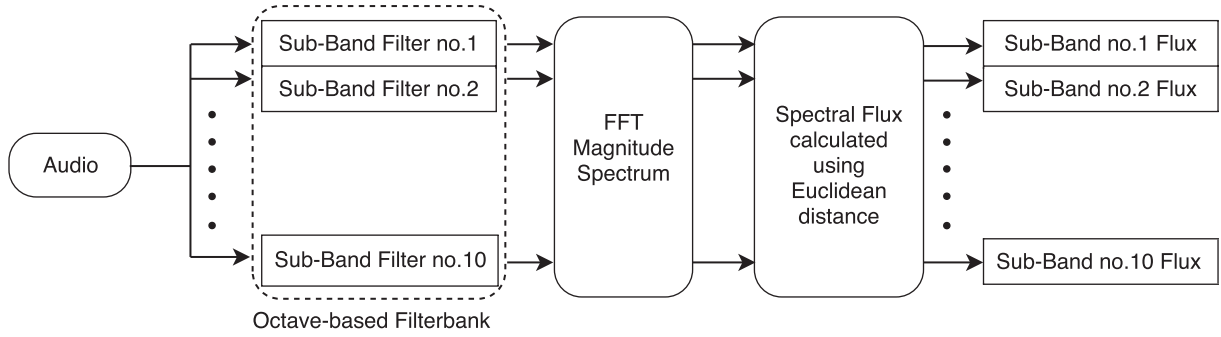 Audio
Sub-Band Filter no.1
Sub-Band Filter no.2
Sub-Band Filter no.10
Octave-based Filterbank
FFT
Magnitude
Spectrum
Spectral Flux
calculated
using
Euclidean
distance
Sub-Band no.1 Flux
Sub-Band no.2 Flux
Sub-Band no.10 Flux